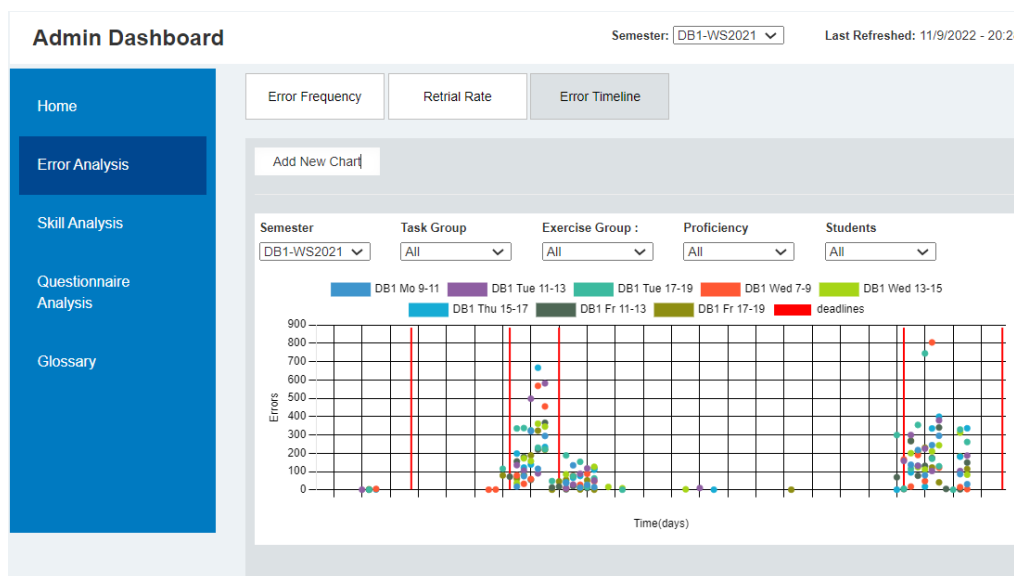 Admin Dashboard
Semester: DB1-WS2021
Last Refreshed: 11/9/2022 - 20:2
Home
Error Analysis
Skill Analysis
Questionnaire
Analysis
Glossary
Error Frequency
Retrial Rate
Error Timeline
Add New Chart
Semester Task Group Exercise Group : Proficiency Students
DB1-WS2021 All All All All
DB1 Mo 9-11 DB1 Tue 11-13 DB1 Tue 17-19 DB1 Wed 7-9 DB1 Wed 13-15
DB1 Thu 15-17 DB1 Fr 11-13 DB1 Fr 17-19 deadlines
900
800
700
600
500
400
300
200
100
0
Errors
Time(days)